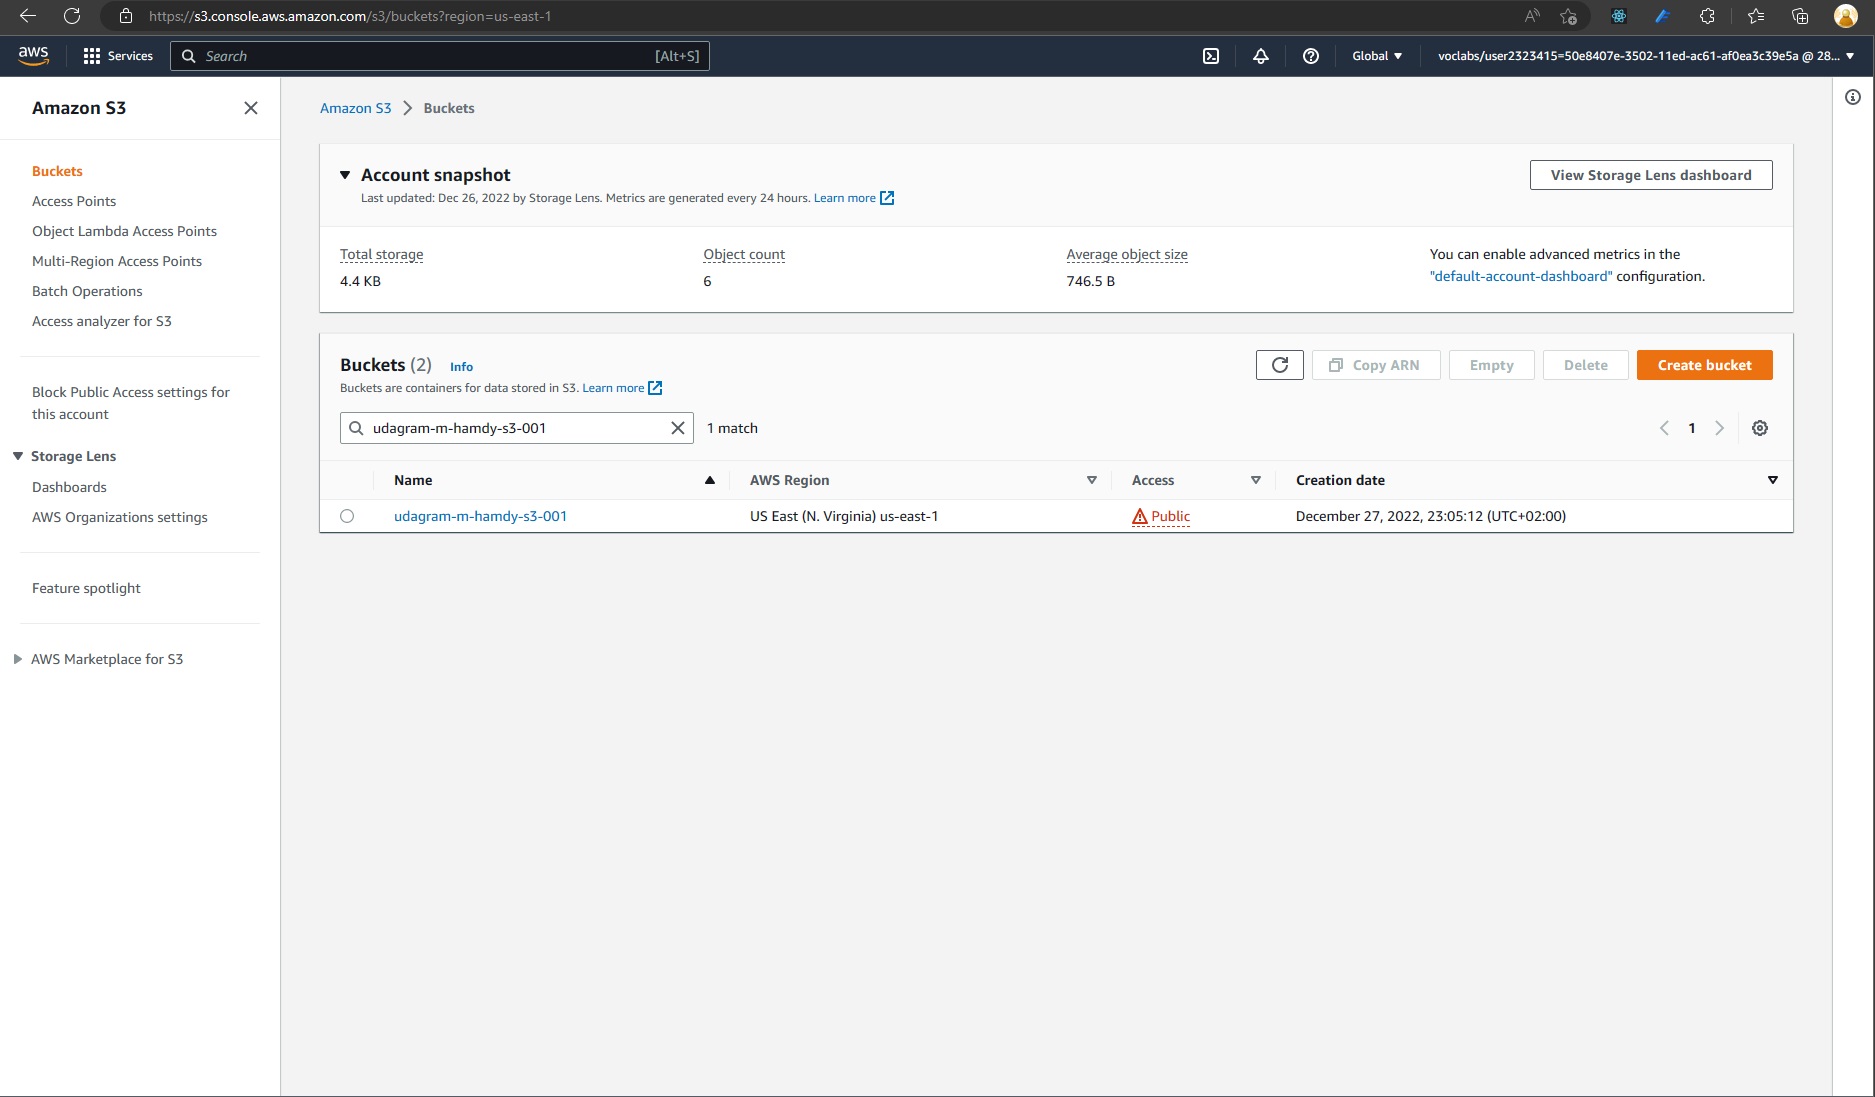 https://s3.console.aws.amazon.com/s3/buckets?region=us-east-1
aws
Services
Search
[Alt+S]
Global
voclabs/user2323415=50e8407e-3502-11ed-ac61-af0ea3c39e5a @ 28...
Amazon S3
Buckets
Access Points
Object Lambda Access Points
Multi-Region Access Points
Batch Operations
Access analyzer for S3
Block Public Access settings for
this account
Storage Lens
Dashboards
AWS Organizations settings
Feature spotlight
AWS Marketplace for S3
Amazon S3 Buckets
Account snapshot
Last updated: Dec 26, 2022 by Storage Lens. Metrics are generated every 24 hours. Learn more
View Storage Lens dashboard
Total storage
4.4 KB
Object count
6
Average object size
746.5 B
You can enable advanced metrics in the
"default-account-dashboard" configuration.
Buckets (2) Info
Buckets are containers for data stored in S3. Learn more
Copy ARN
Empty
Delete
Create bucket
udagram-m-hamdy-s3-001
1 match
1
Name AWS Region Access Creation date
udagram-m-hamdy-s3-001 US East (N. Virginia) us-east-1 Public December 27, 2022, 23:05:12 (UTC+02:00)